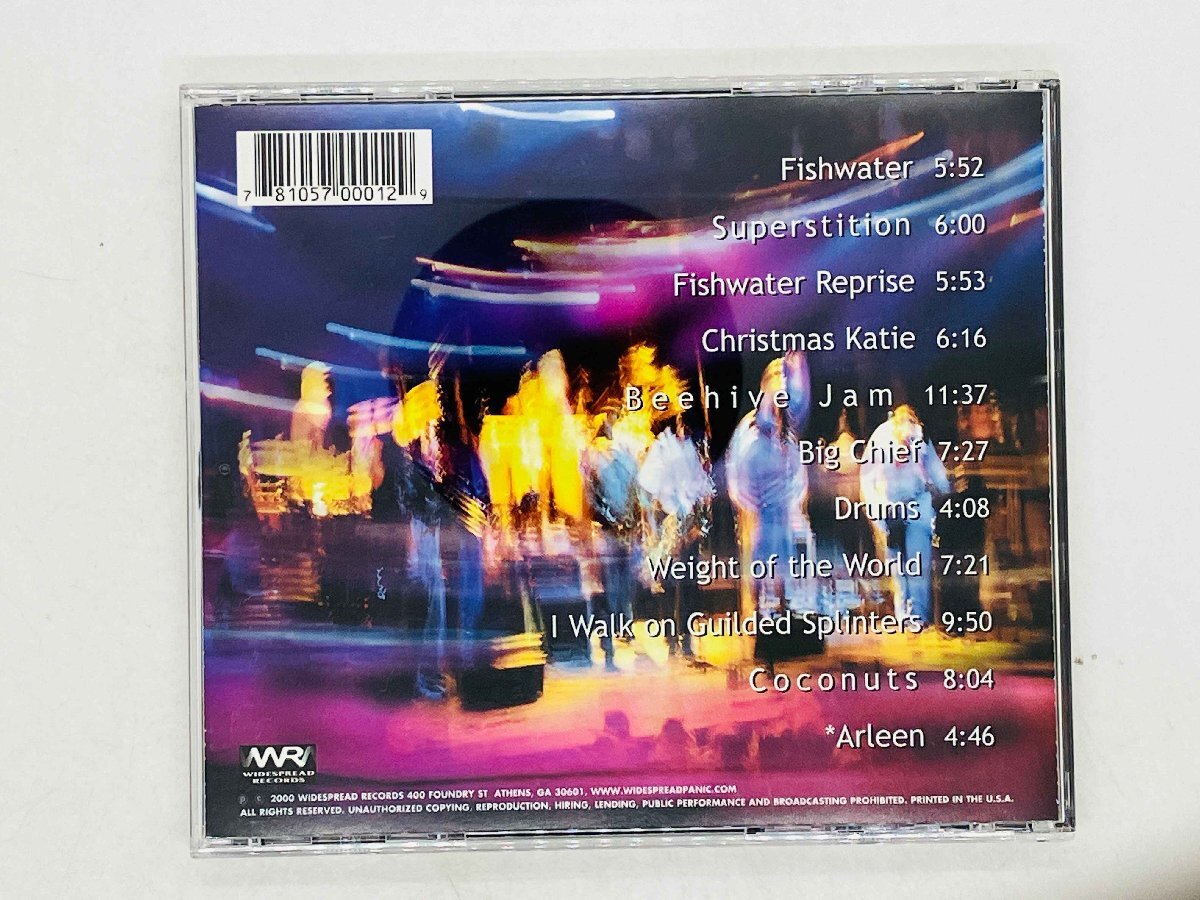 7 81057 00012 9
Fishwater 5:52
Superstition 6:00
Fishwater Reprise 5:53
Christmas Katie 6:16
Beehive Jam 11:37
Big Chief 7:27
Drums 4:08
Weight of the World 7:21
I Walk on Guilded Splinters 9:50
Coconuts 8:04
*Arleen 4:46
WR
WIDESPREAD
RECORDS
℗ © 2000 WIDESPREAD RECORDS 400 FOUNDRY ST ATHENS, GA 30601, WWW.WIDESPREADPANIC.COM
ALL RIGHTS RESERVED. UNAUTHORIZED COPYING, REPRODUCTION, HIRING, LENDING, PUBLIC PERFORMANCE AND BROADCASTING PROHIBITED. PRINTED IN THE U.S.A.